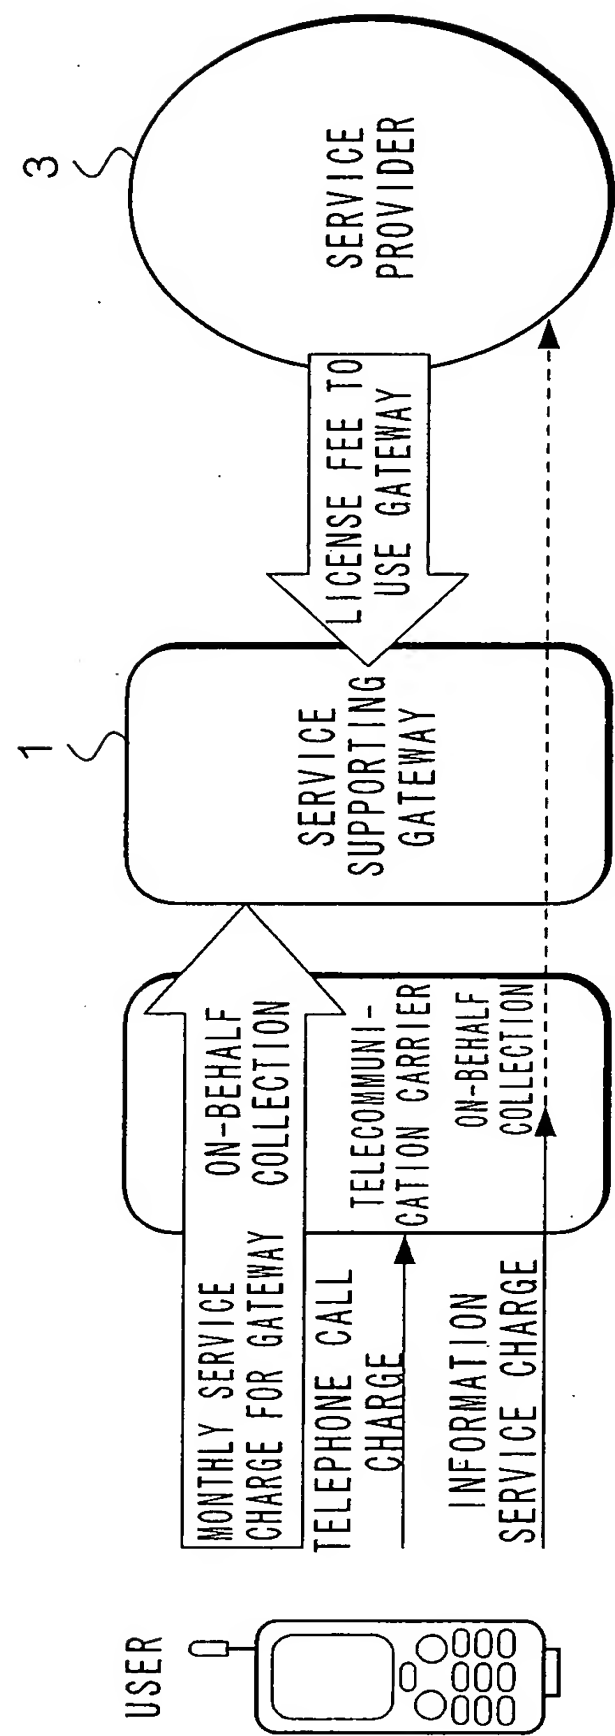 USER
MONTHLY SERVICE
CHARGE FOR GATEWAY
ON-BEHALF
COLLECTION
TELEPHONE CALL
CHARGE
INFORMATION
SERVICE CHARGE
TELECOMMUNI-
CATION CARRIER
ON-BEHALF
COLLECTION
1
SERVICE
SUPPORTING
GATEWAY
LICENSE FEE TO
USE GATEWAY
3
SERVICE
PROVIDER